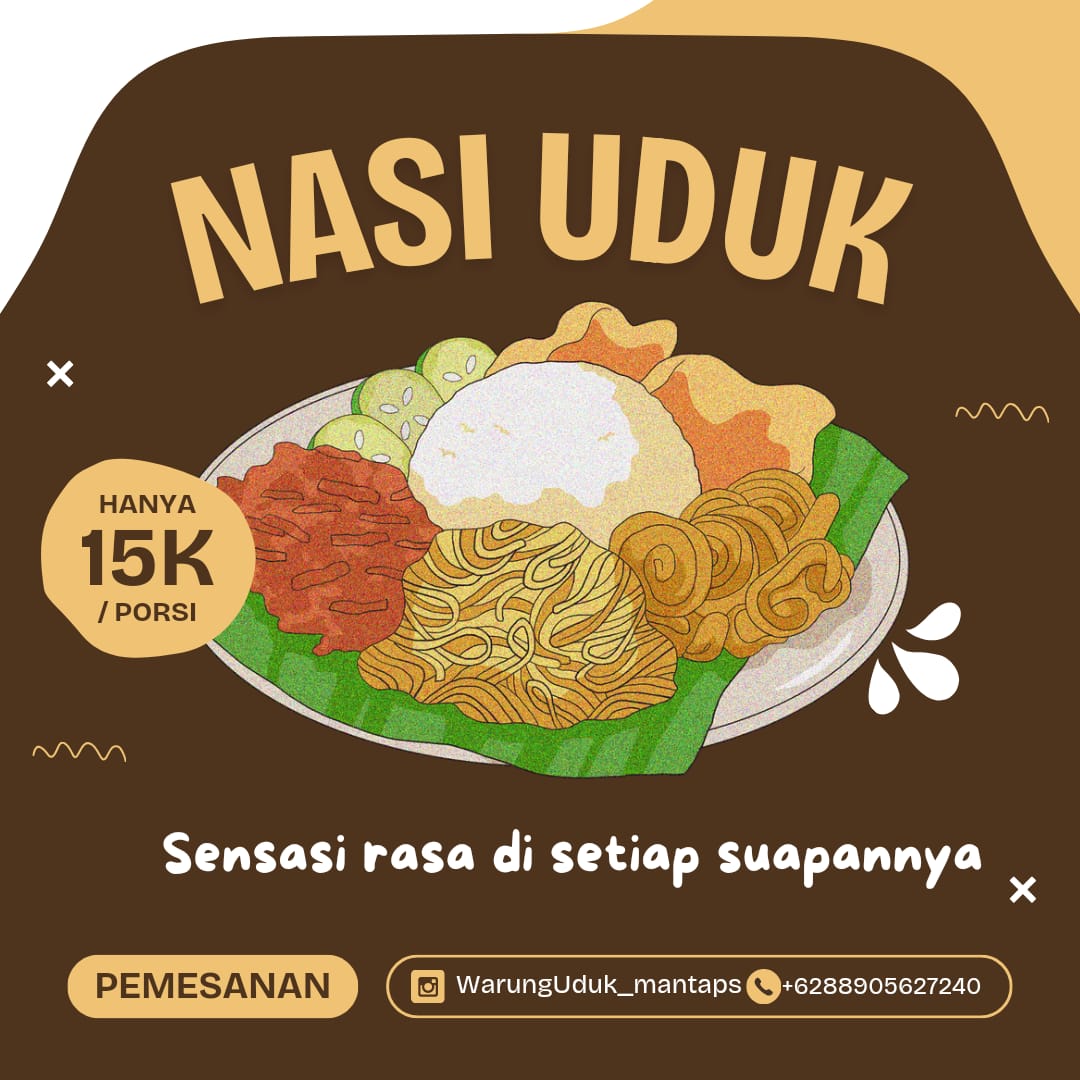 NASI UDUK
HANYA
15K
/ PORSI
Sensasi rasa di setiap suapannya
PEMESANAN
WarungUduk_mantaps +6288905627240